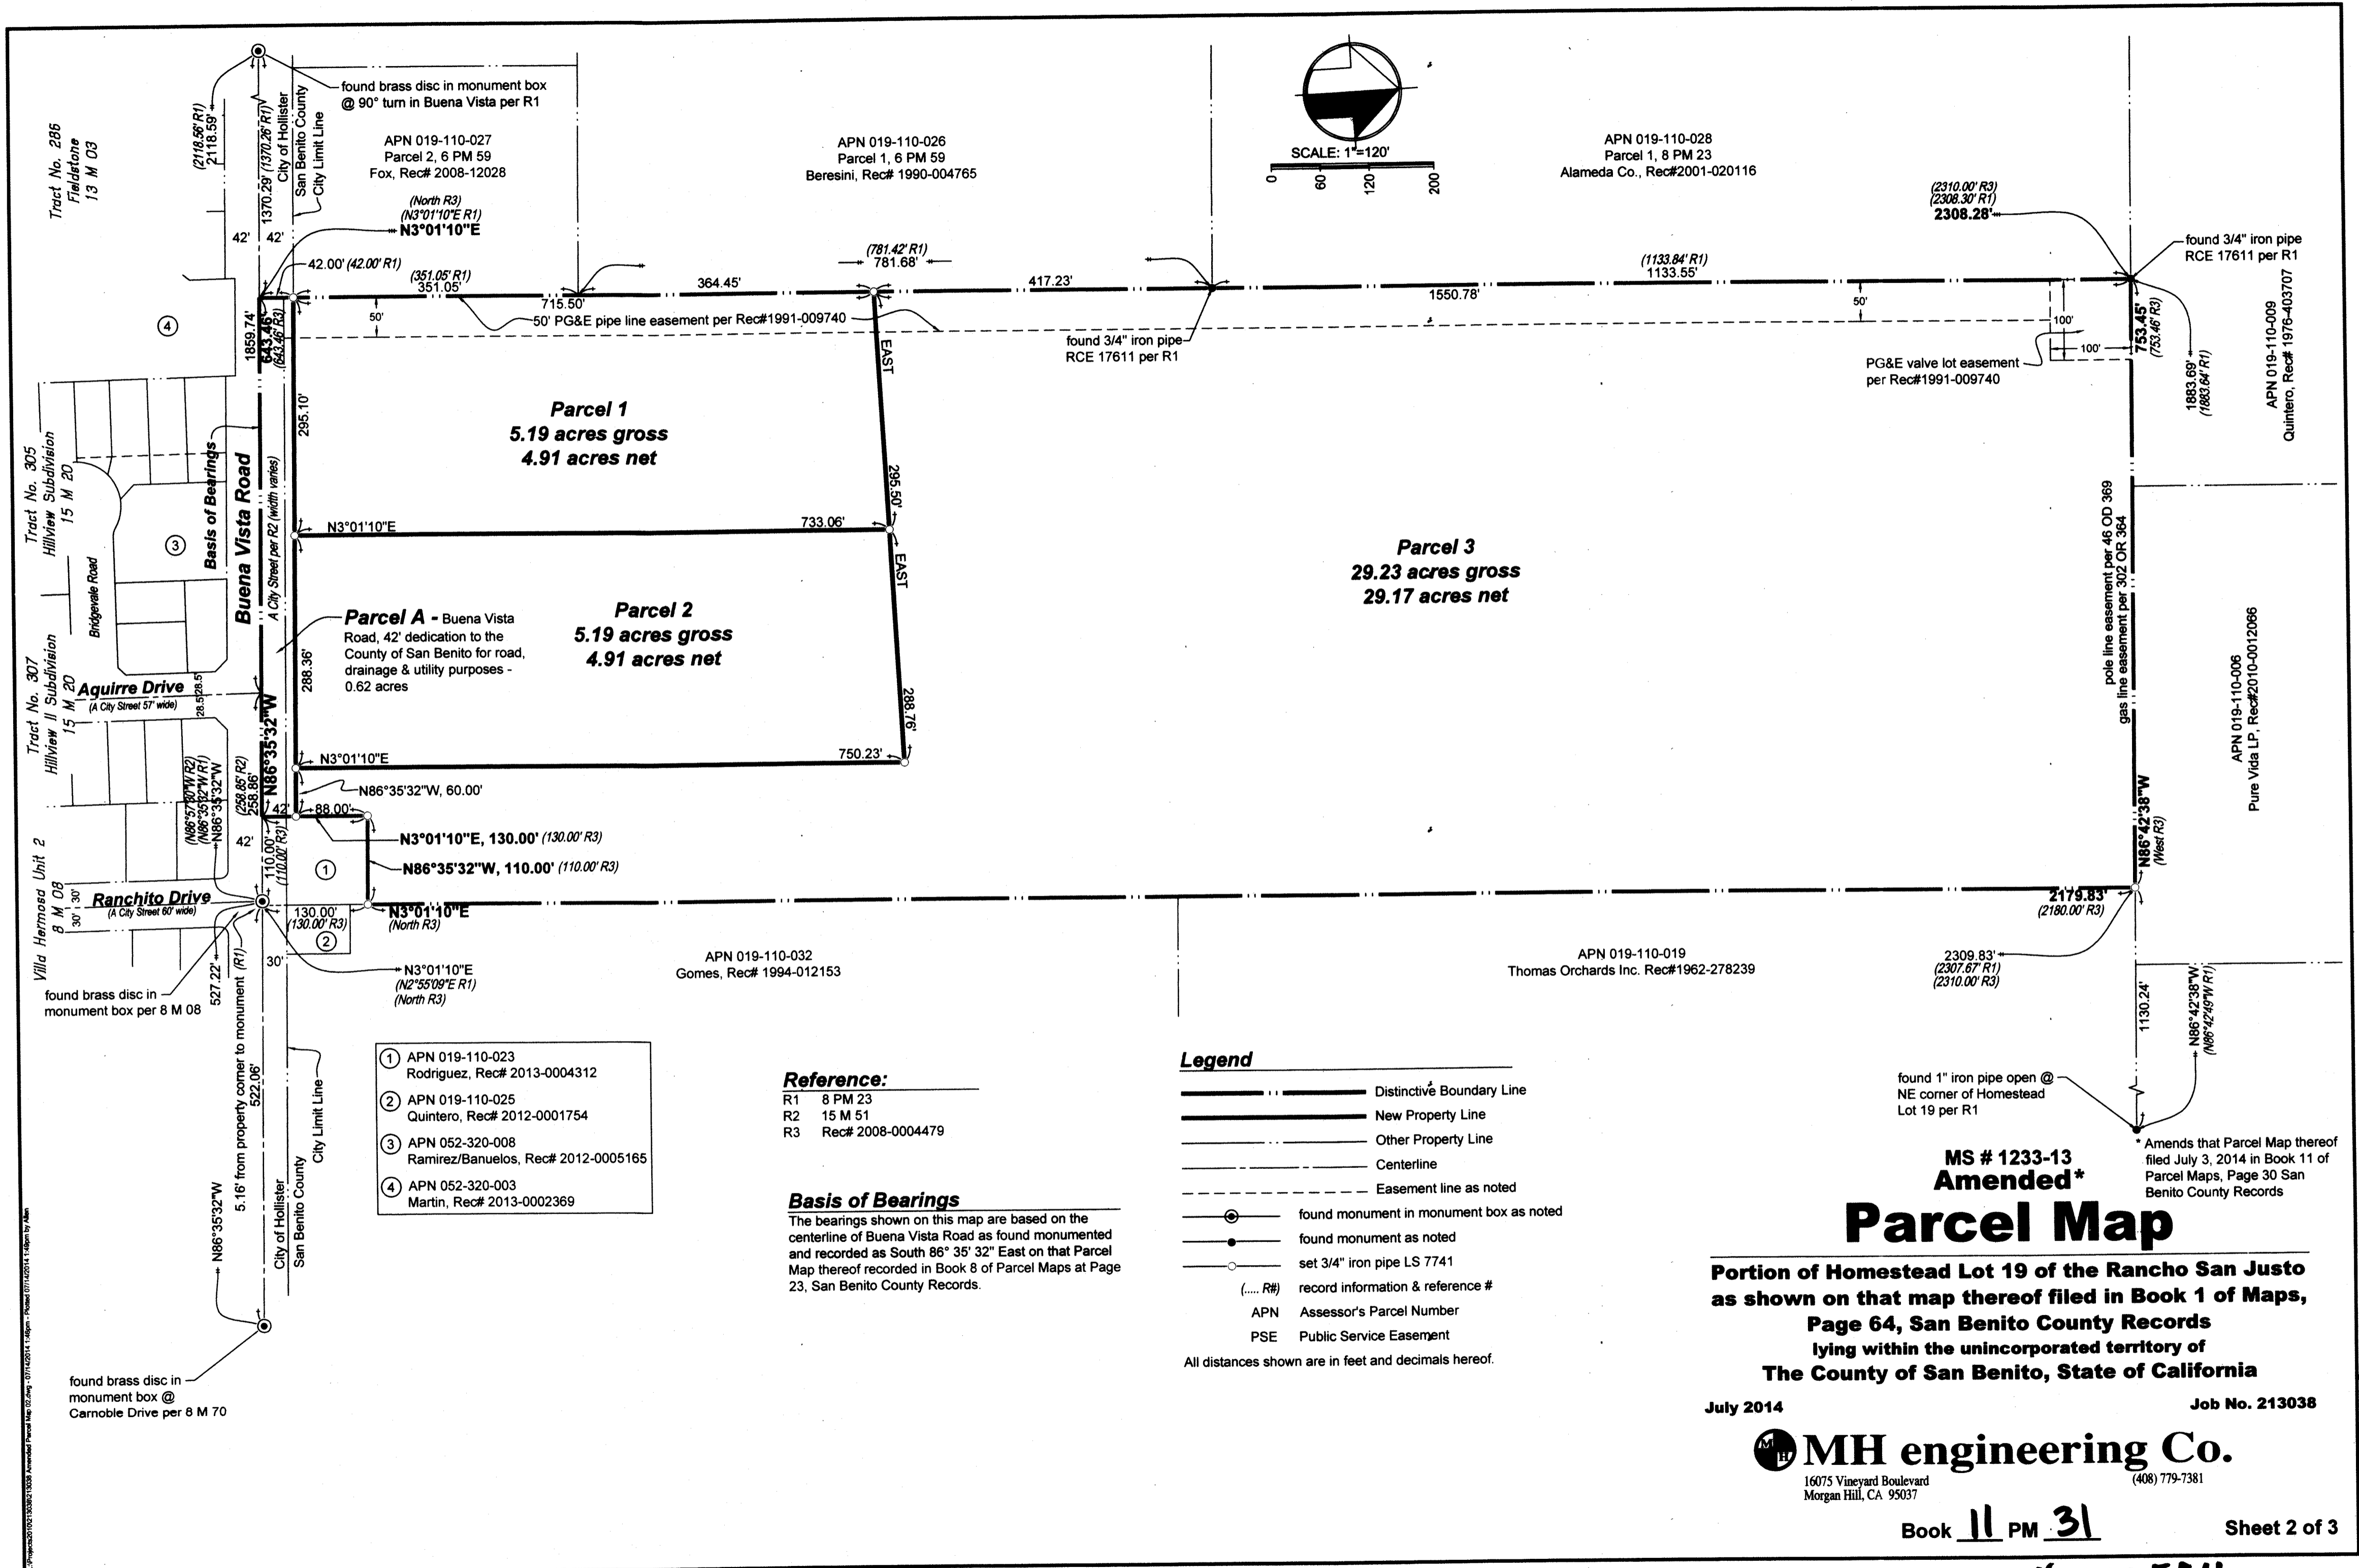 found brass disc in monument box
@ 90° turn in Buena Vista per R1
Tract No. 286
Fieldstone
13 M 03
(2118.56' R1)
2118.59'
1370.29' (1370.26' R1)
City of Hollister
San Benito County
City Limit Line
APN 019-110-027
Parcel 2, 6 PM 59
Fox, Rec# 2008-12028
APN 019-110-026
Parcel 1, 6 PM 59
Beresini, Rec# 1990-004765
SCALE: 1"=120'
0
60
120
200
APN 019-110-028
Parcel 1, 8 PM 23
Alameda Co., Rec#2001-020116
(2310.00' R3)
(2308.30' R1)
2308.28'
found 3/4" iron pipe
RCE 17611 per R1
(North R3)
(N3°01'10"E R1)
N3°01'10"E
42'
42'
42.00' (42.00' R1)
(351.05' R1)
351.05'
364.45'
(781.42' R1)
781.68'
417.23'
(1133.84' R1)
1133.55'
715.50'
1550.78'
50'
50' PG&E pipe line easement per Rec#1991-009740
found 3/4" iron pipe
RCE 17611 per R1
50'
100'
100'
PG&E valve lot easement
per Rec#1991-009740
753.45'
(753.46' R3)
1883.69'
(1883.64' R1)
APN 019-110-009
Quintero, Rec# 1976-403707
4
1859.74'
643.46'
(643.46' R3)
295.10'
Parcel 1
5.19 acres gross
4.91 acres net
EAST
295.50'
Tract No. 305
Hillview Subdivision
15 M 20
Bridgevale Road
3
Basis of Bearings
Buena Vista Road
A City Street per R2 (width varies)
N3°01'10"E
733.06'
EAST
Parcel 3
29.23 acres gross
29.17 acres net
pole line easement per 46 OD 369
gas line easement per 302 OR 364
Parcel A - Buena Vista
Road, 42' dedication to the
County of San Benito for road,
drainage & utility purposes -
0.62 acres
Parcel 2
5.19 acres gross
4.91 acres net
288.36'
288.76'
APN 019-110-006
Pure Vida LP, Rec#2010-0012066
Tract No. 307
Hillview II Subdivision
15 M 20
Aguirre Drive
(A City Street 57' wide)
28.5'
28.5'
N86°35'32"W
N3°01'10"E
750.23'
(N86°57'30"W R2)
(N86°35'32"W R1)
N86°35'32"W
(258.85' R2)
258.86'
N86°35'32"W, 60.00'
42'
88.00'
N3°01'10"E, 130.00' (130.00' R3)
42'
110.00'
(110.00' R3)
1
N86°35'32"W, 110.00' (110.00' R3)
N86°42'38"W
(West R3)
Villa Hermosa Unit 2
8 M 08
30'
30'
Ranchito Drive
(A City Street 60' wide)
130.00'
(130.00' R3)
N3°01'10"E
(North R3)
2
2179.83'
(2180.00' R3)
30'
N3°01'10"E
(N2°55'09"E R1)
(North R3)
found brass disc in
monument box per 8 M 08
527.22'
5.16' from property corner to monument (R1)
522.06'
APN 019-110-032
Gomes, Rec# 1994-012153
APN 019-110-019
Thomas Orchards Inc. Rec#1962-278239
2309.83'
(2307.67' R1)
(2310.00' R3)
1130.24'
N86°42'38"W
(N86°42'49"W R1)
1 APN 019-110-023
Rodriguez, Rec# 2013-0004312
2 APN 019-110-025
Quintero, Rec# 2012-0001754
3 APN 052-320-008
Ramirez/Banuelos, Rec# 2012-0005165
4 APN 052-320-003
Martin, Rec# 2013-0002369
City Limit Line
City of Hollister
San Benito County
N86°35'32"W
found brass disc in
monument box @
Carnoble Drive per 8 M 70
Reference:
R1 8 PM 23
R2 15 M 51
R3 Rec# 2008-0004479
Basis of Bearings
The bearings shown on this map are based on the
centerline of Buena Vista Road as found monumented
and recorded as South 86° 35' 32" East on that Parcel
Map thereof recorded in Book 8 of Parcel Maps at Page
23, San Benito County Records.
Legend
Distinctive Boundary Line
New Property Line
Other Property Line
Centerline
Easement line as noted
found monument in monument box as noted
found monument as noted
set 3/4" iron pipe LS 7741
(..... R#) record information & reference #
APN Assessor's Parcel Number
PSE Public Service Easement
All distances shown are in feet and decimals hereof.
found 1" iron pipe open @
NE corner of Homestead
Lot 19 per R1
* Amends that Parcel Map thereof
filed July 3, 2014 in Book 11 of
Parcel Maps, Page 30 San
Benito County Records
MS # 1233-13
Amended*
Parcel Map
Portion of Homestead Lot 19 of the Rancho San Justo
as shown on that map thereof filed in Book 1 of Maps,
Page 64, San Benito County Records
lying within the unincorporated territory of
The County of San Benito, State of California
July 2014
Job No. 213038
MH
MH engineering Co.
16075 Vineyard Boulevard
Morgan Hill, CA 95037
(408) 779-7381
Book 11 PM 31
Sheet 2 of 3